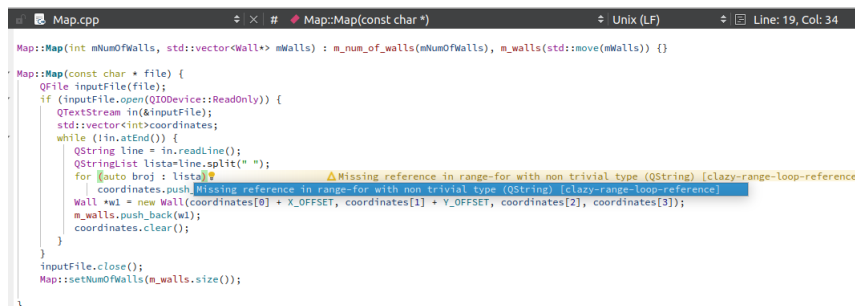 Map.cpp # Map::Map(const char *) Unix (LF) Line: 19, Col: 34
Map::Map(int mNumOfWalls, std::vector<Wall*> mWalls) : m_num_of_walls(mNumOfWalls), m_walls(std::move(mWalls)) {}
Map::Map(const char * file) {
QFile inputFile(file);
if (inputFile.open(QIODevice::ReadOnly)) {
QTextStream in(&inputFile);
std::vector<int>coordinates;
while (!in.atEnd()) {
QString line = in.readLine();
QStringList lista=line.split(" ");
for (auto broj : lista) Missing reference in range-for with non trivial type (QString) [clazy-range-loop-reference
coordinates.push_ Missing reference in range-for with non trivial type (QString) [clazy-range-loop-reference]
Wall *w1 = new Wall(coordinates[0] + X_OFFSET, coordinates[1] + Y_OFFSET, coordinates[2], coordinates[3]);
m_walls.push_back(w1);
coordinates.clear();
}
}
inputFile.close();
Map::setNumOfWalls(m_walls.size());
}